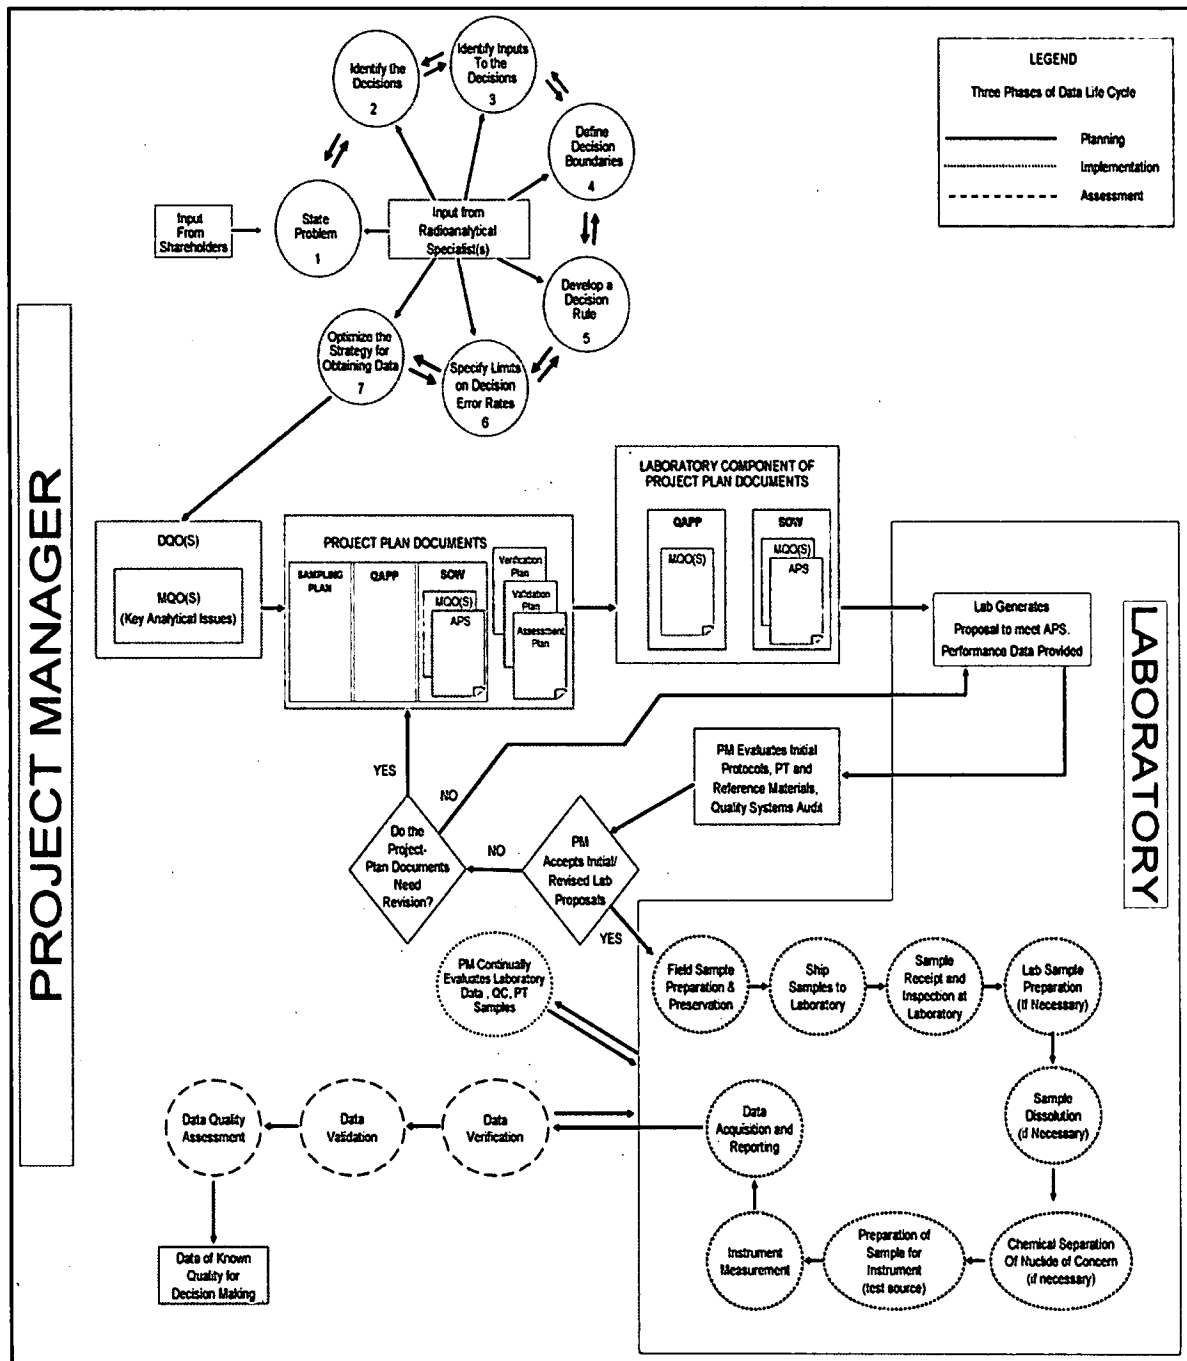 Identify the
Decisions
2
Identify Inputs
To the
Decisions
3
LEGEND
Three Phases of Data Life Cycle
Planning
Implementation
Assessment
Define
Decision
Boundaries
4
Input
From
Shareholders
State
Problem
1
Input from
Radioanalytical
Specialist(s)
Develop a
Decision
Rule
5
Optimize the
Strategy for
Obtaining Data
7
Specify Limits
on Decision
Error Rates
6
PROJECT MANAGER
DQO(S)
MQO(S)
(Key Analytical Issues)
PROJECT PLAN DOCUMENTS
SAMPLING
PLAN
QAPP
SOW
MQO(S)
APS
Verification
Plan
Validation
Plan
Assessment
Plan
LABORATORY COMPONENT OF
PROJECT PLAN DOCUMENTS
QAPP
MQO(S)
SOW
MQO(S)
APS
Lab Generates
Proposal to meet APS.
Performance Data Provided
LABORATORY
PM Evaluates Initial
Protocols, PT and
Reference Materials,
Quality Systems Audit
YES
NO
Do the
Project-
Plan Documents
Need
Revision?
NO
PM
Accepts Initial/
Revised Lab
Proposals
YES
PM Continually
Evaluates Laboratory
Data , QC, PT
Samples
Field Sample
Preparation &
Preservation
Ship
Samples to
Laboratory
Sample
Receipt and
Inspection at
Laboratory
Lab Sample
Preparation
(If Necessary)
Sample
Dissolution
(if Necessary)
Chemical Separation
Of Nuclide of Concern
(if necessary)
Preparation of
Sample for
Instrument
(test source)
Instrument
Measurement
Data
Acquisition and
Reporting
Data
Verification
Data
Validation
Data Quality
Assessment
Data of Known
Quality for
Decision Making